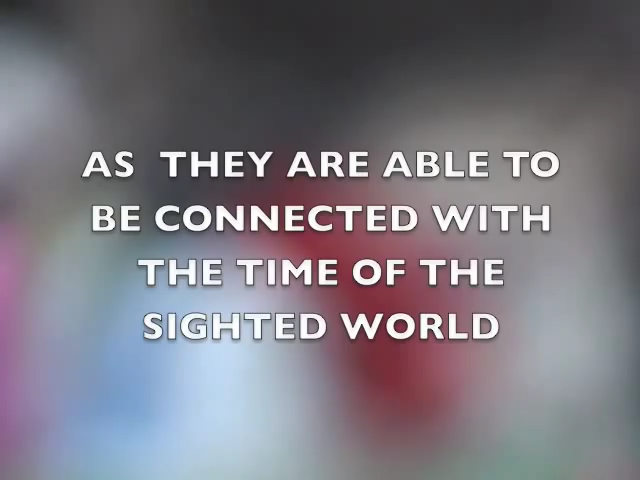 AS  THEY ARE ABLE TO
BE CONNECTED WITH
THE TIME OF THE
SIGHTED WORLD